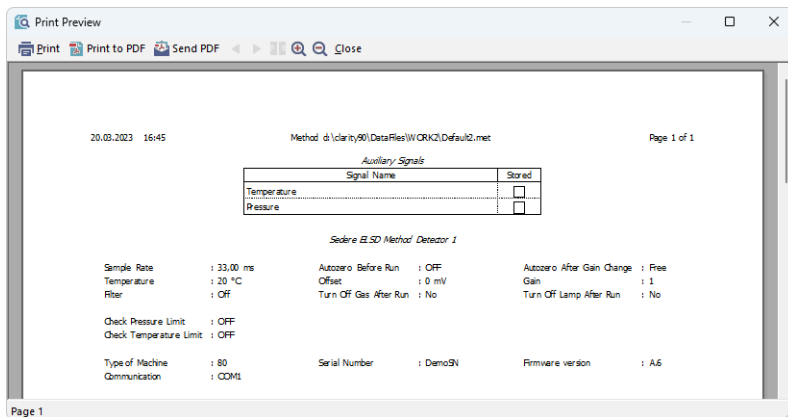 Print Preview
Print Print to PDF Send PDF Close
20.03.2023 16:45 Method d:\clarity90\DataFiles\WORK2\Default2.met Page 1 of 1
Auxiliary Signals
Signal Name Stored
Temperature
Pressure
Sedere ELSD Method Detector 1
Sample Rate : 33,00 ms Autozero Before Run : OFF Autozero After Gain Change : Free
Temperature : 20 °C Offset : 0 mV Gain : 1
Filter : Off Turn Off Gas After Run : No Turn Off Lamp After Run : No
Check Pressure Limit : OFF
Check Temperature Limit : OFF
Type of Machine : 80 Serial Number : DemoSN Firmware version : A.6
Communication : COM1
Page 1